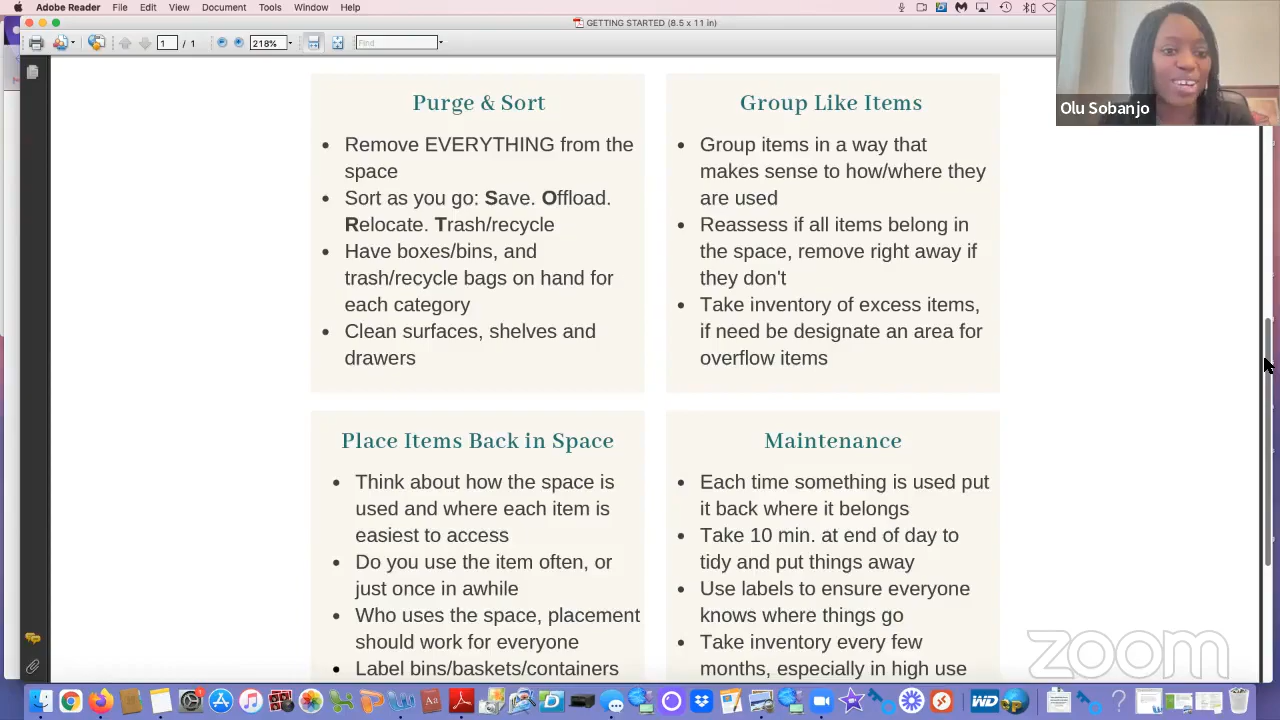 Adobe Reader File Edit View Document Tools Window Help
GETTING STARTED (8.5 x 11 in)
1 / 1 218% Find
Olu Sobanjo
Purge & Sort
• Remove EVERYTHING from the
space
• Sort as you go: Save. Offload.
Relocate. Trash/recycle
• Have boxes/bins, and
trash/recycle bags on hand for
each category
• Clean surfaces, shelves and
drawers
Group Like Items
• Group items in a way that
makes sense to how/where they
are used
• Reassess if all items belong in
the space, remove right away if
they don't
• Take inventory of excess items,
if need be designate an area for
overflow items
Place Items Back in Space
• Think about how the space is
used and where each item is
easiest to access
• Do you use the item often, or
just once in awhile
• Who uses the space, placement
should work for everyone
• Label bins/baskets/containers
Maintenance
• Each time something is used put
it back where it belongs
• Take 10 min. at end of day to
tidy and put things away
• Use labels to ensure everyone
knows where things go
• Take inventory every few
months, especially in high use
zoom
WD